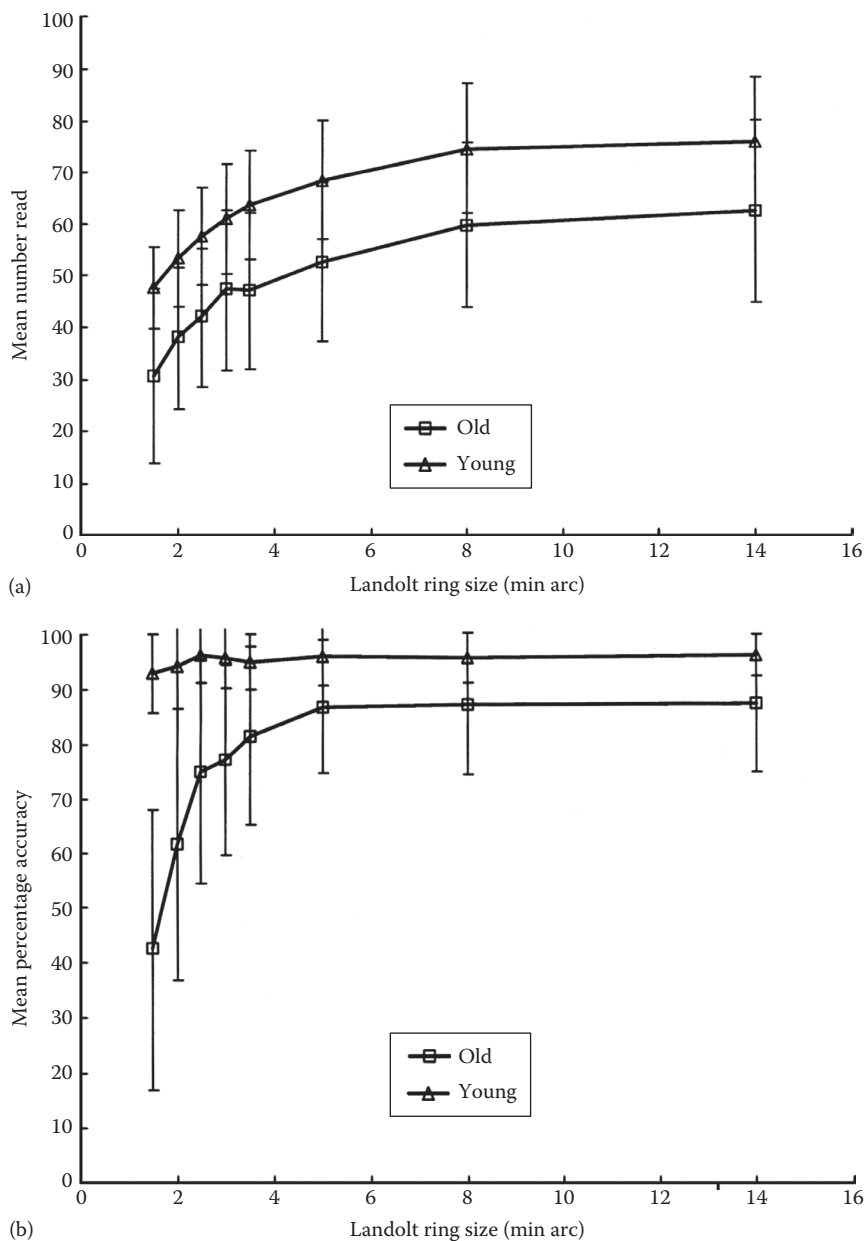 100
90
80
70
60
50
40
30
20
10
0
Mean number read
Old
Young
0 2 4 6 8 10 12 14 16
(a) Landolt ring size (min arc)
100
90
80
70
60
50
40
30
20
10
0
Mean percentage accuracy
Old
Young
0 2 4 6 8 10 12 14 16
(b) Landolt ring size (min arc)